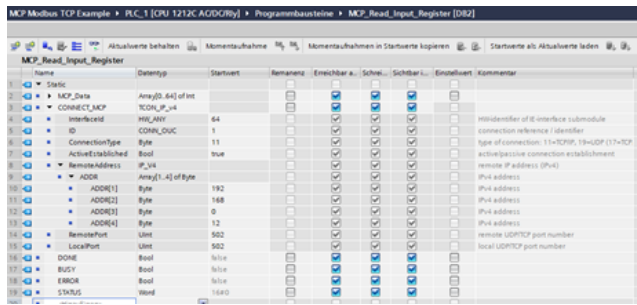 MCP Modbus TCP Example ▸ PLC_1 [CPU 1212C AC/DC/Rly] ▸ Programmbausteine ▸ MCP_Read_Input_Register [DB2]
Aktualwerte behalten Momentaufnahme Momentaufnahmen in Startwerte kopieren Startwerte als Aktualwerte laden
MCP_Read_Input_Register
Name Datentyp Startwert Remanenz Erreichbar a... Schrei... Sichtbar i... Einstellwert Kommentar
1 Static
2 MCP_Data Array[0..64] of Int
3 CONNECT_MCP TCON_IP_v4
4 InterfaceId HW_ANY 64 HW-identifier of IE-interface submodule
5 ID CONN_OUC 1 connection reference / identifier
6 ConnectionType Byte 11 type of connection: 11=TCP/IP, 19=UDP (17=TCP
7 ActiveEstablished Bool true active/passive connection establishment
8 RemoteAddress IP_V4 remote IP address (IPv4)
9 ADDR Array[1..4] of Byte IPv4 address
10 ADDR[1] Byte 192 IPv4 address
11 ADDR[2] Byte 168 IPv4 address
12 ADDR[3] Byte 0 IPv4 address
13 ADDR[4] Byte 12 IPv4 address
14 RemotePort UInt 502 remote UDP/TCP port number
15 LocalPort UInt 502 local UDP/TCP port number
16 DONE Bool false
17 BUSY Bool false
18 ERROR Bool false
19 STATUS Word 16#0